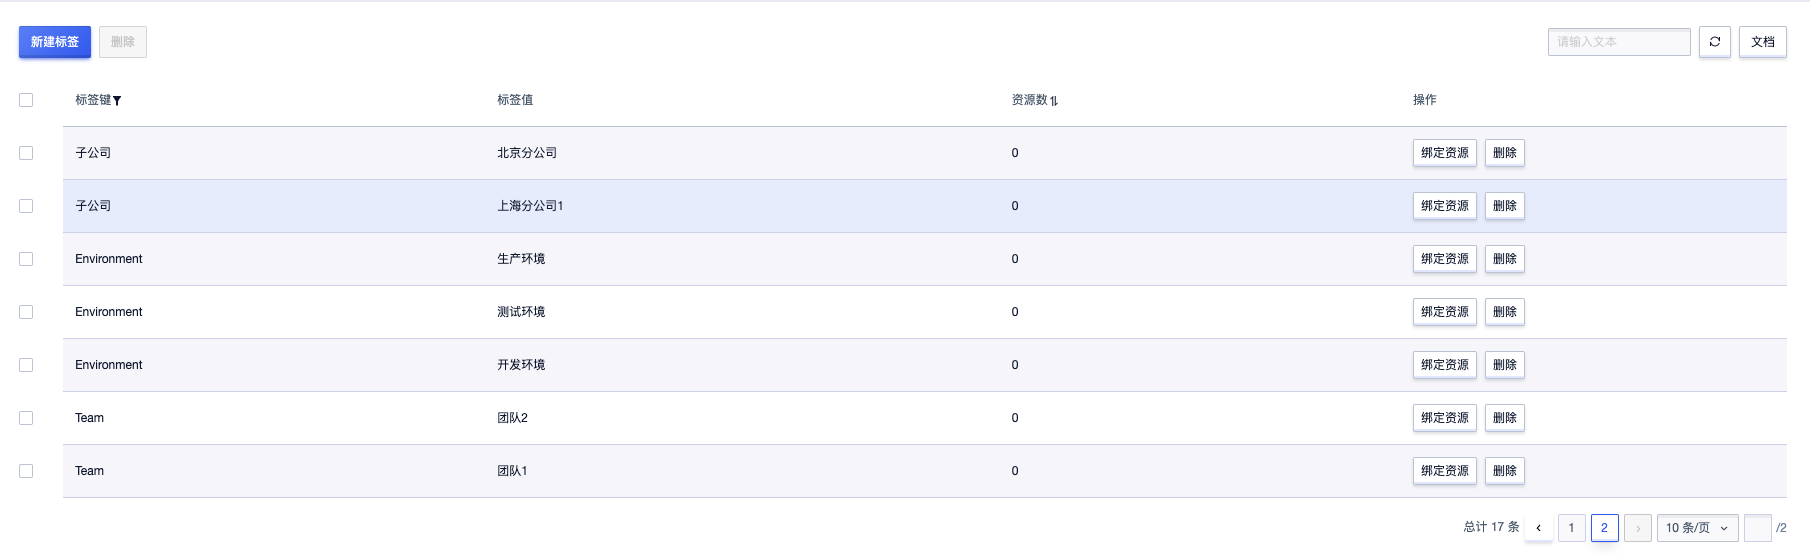 新建标签 删除 请输入文本 文档
标签键 标签值 资源数 操作
子公司 北京分公司 0 绑定资源 删除
子公司 上海分公司1 0 绑定资源 删除
Environment 生产环境 0 绑定资源 删除
Environment 测试环境 0 绑定资源 删除
Environment 开发环境 0 绑定资源 删除
Team 团队2 0 绑定资源 删除
Team 团队1 0 绑定资源 删除
总计 17 条 1 2 10 条/页 /2